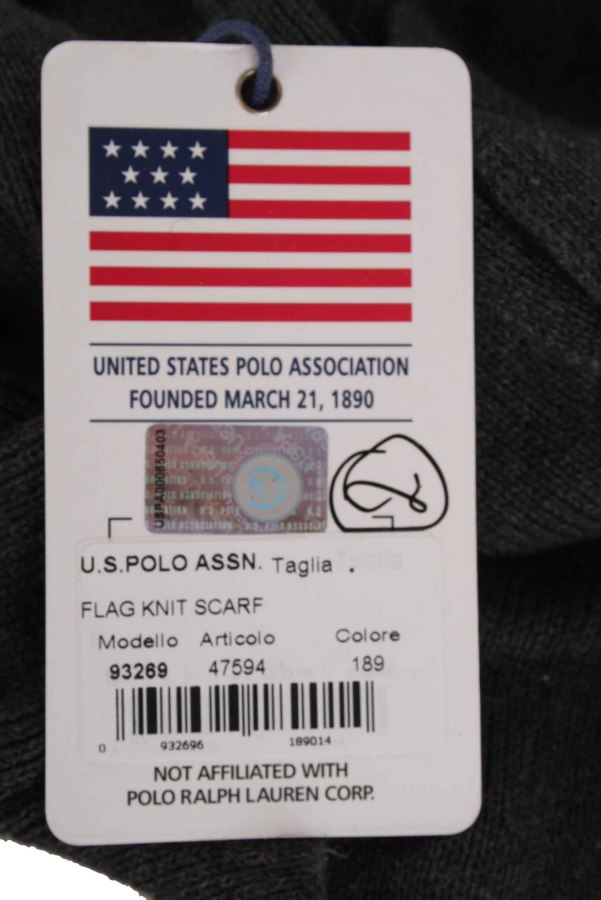 UNITED STATES POLO ASSOCIATION
FOUNDED MARCH 21, 1890
USPA000650403
U.S.POLO ASSN. Taglia .
FLAG KNIT SCARF
Modello Articolo Colore
93269 47594 189
0 932696 189014
NOT AFFILIATED WITH
POLO RALPH LAUREN CORP.